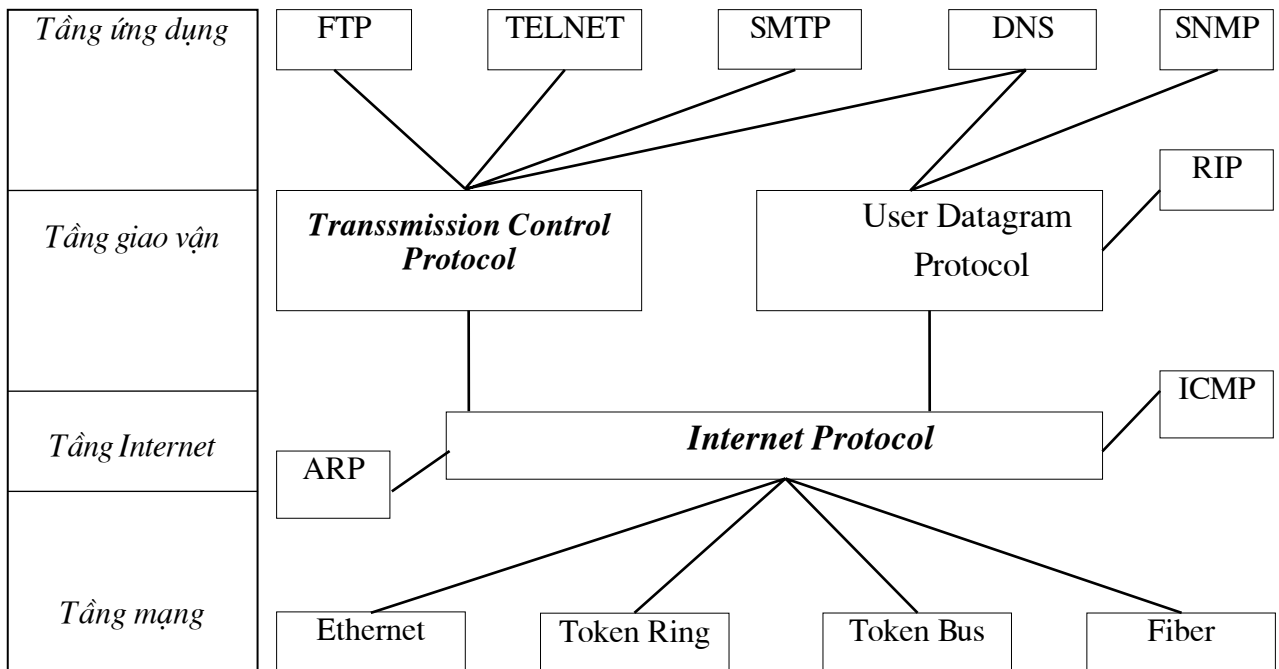 Tầng ứng dụng
FTP
TELNET
SMTP
DNS
SNMP
RIP
Tầng giao vận
Transsmission Control
Protocol
User Datagram
Protocol
ICMP
Tầng Internet
Internet Protocol
ARP
Tầng mạng
Ethernet
Token Ring
Token Bus
Fiber